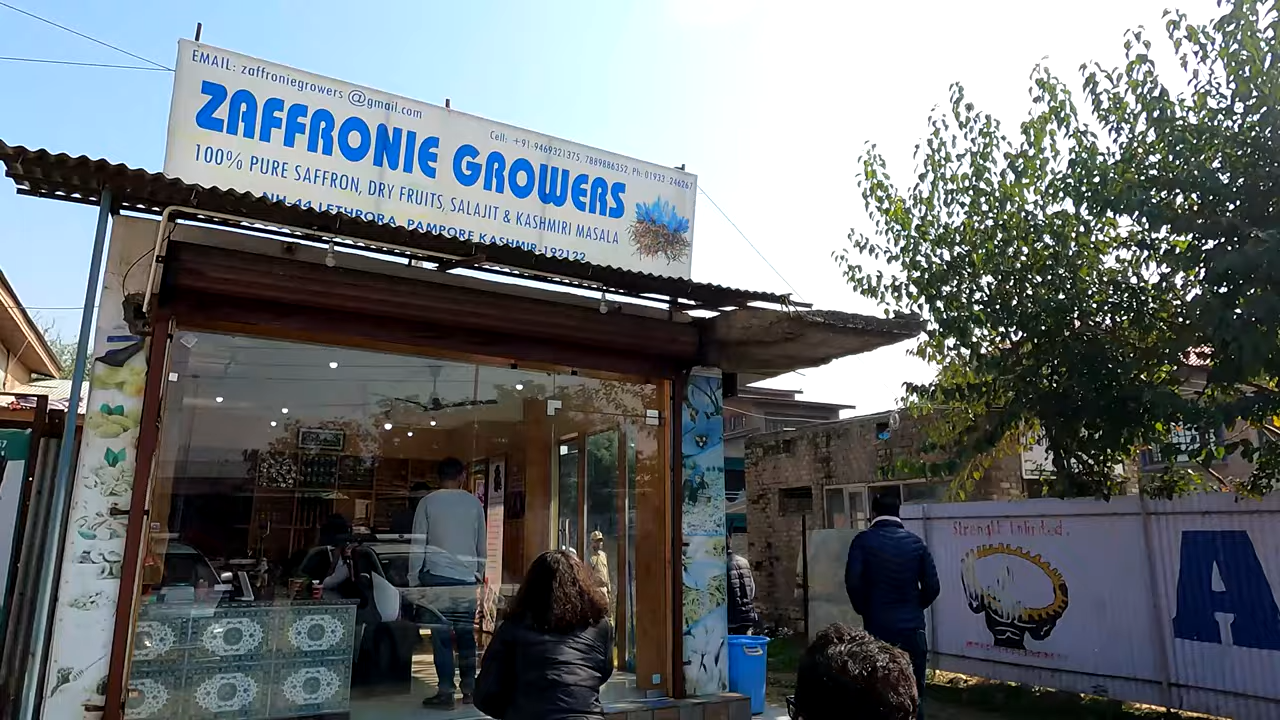 EMAIL: zaffroniegrowers @gmail.com
Cell: +91-9469321375, 7889886352, Ph: 01933-246267
ZAFFRONIE GROWERS
100% PURE SAFFRON, DRY FRUITS, SALAJIT & KASHMIRI MASALA
NH-44 LETHPORA, PAMPORE KASHMIR-192122
Strength Unlimited.
A